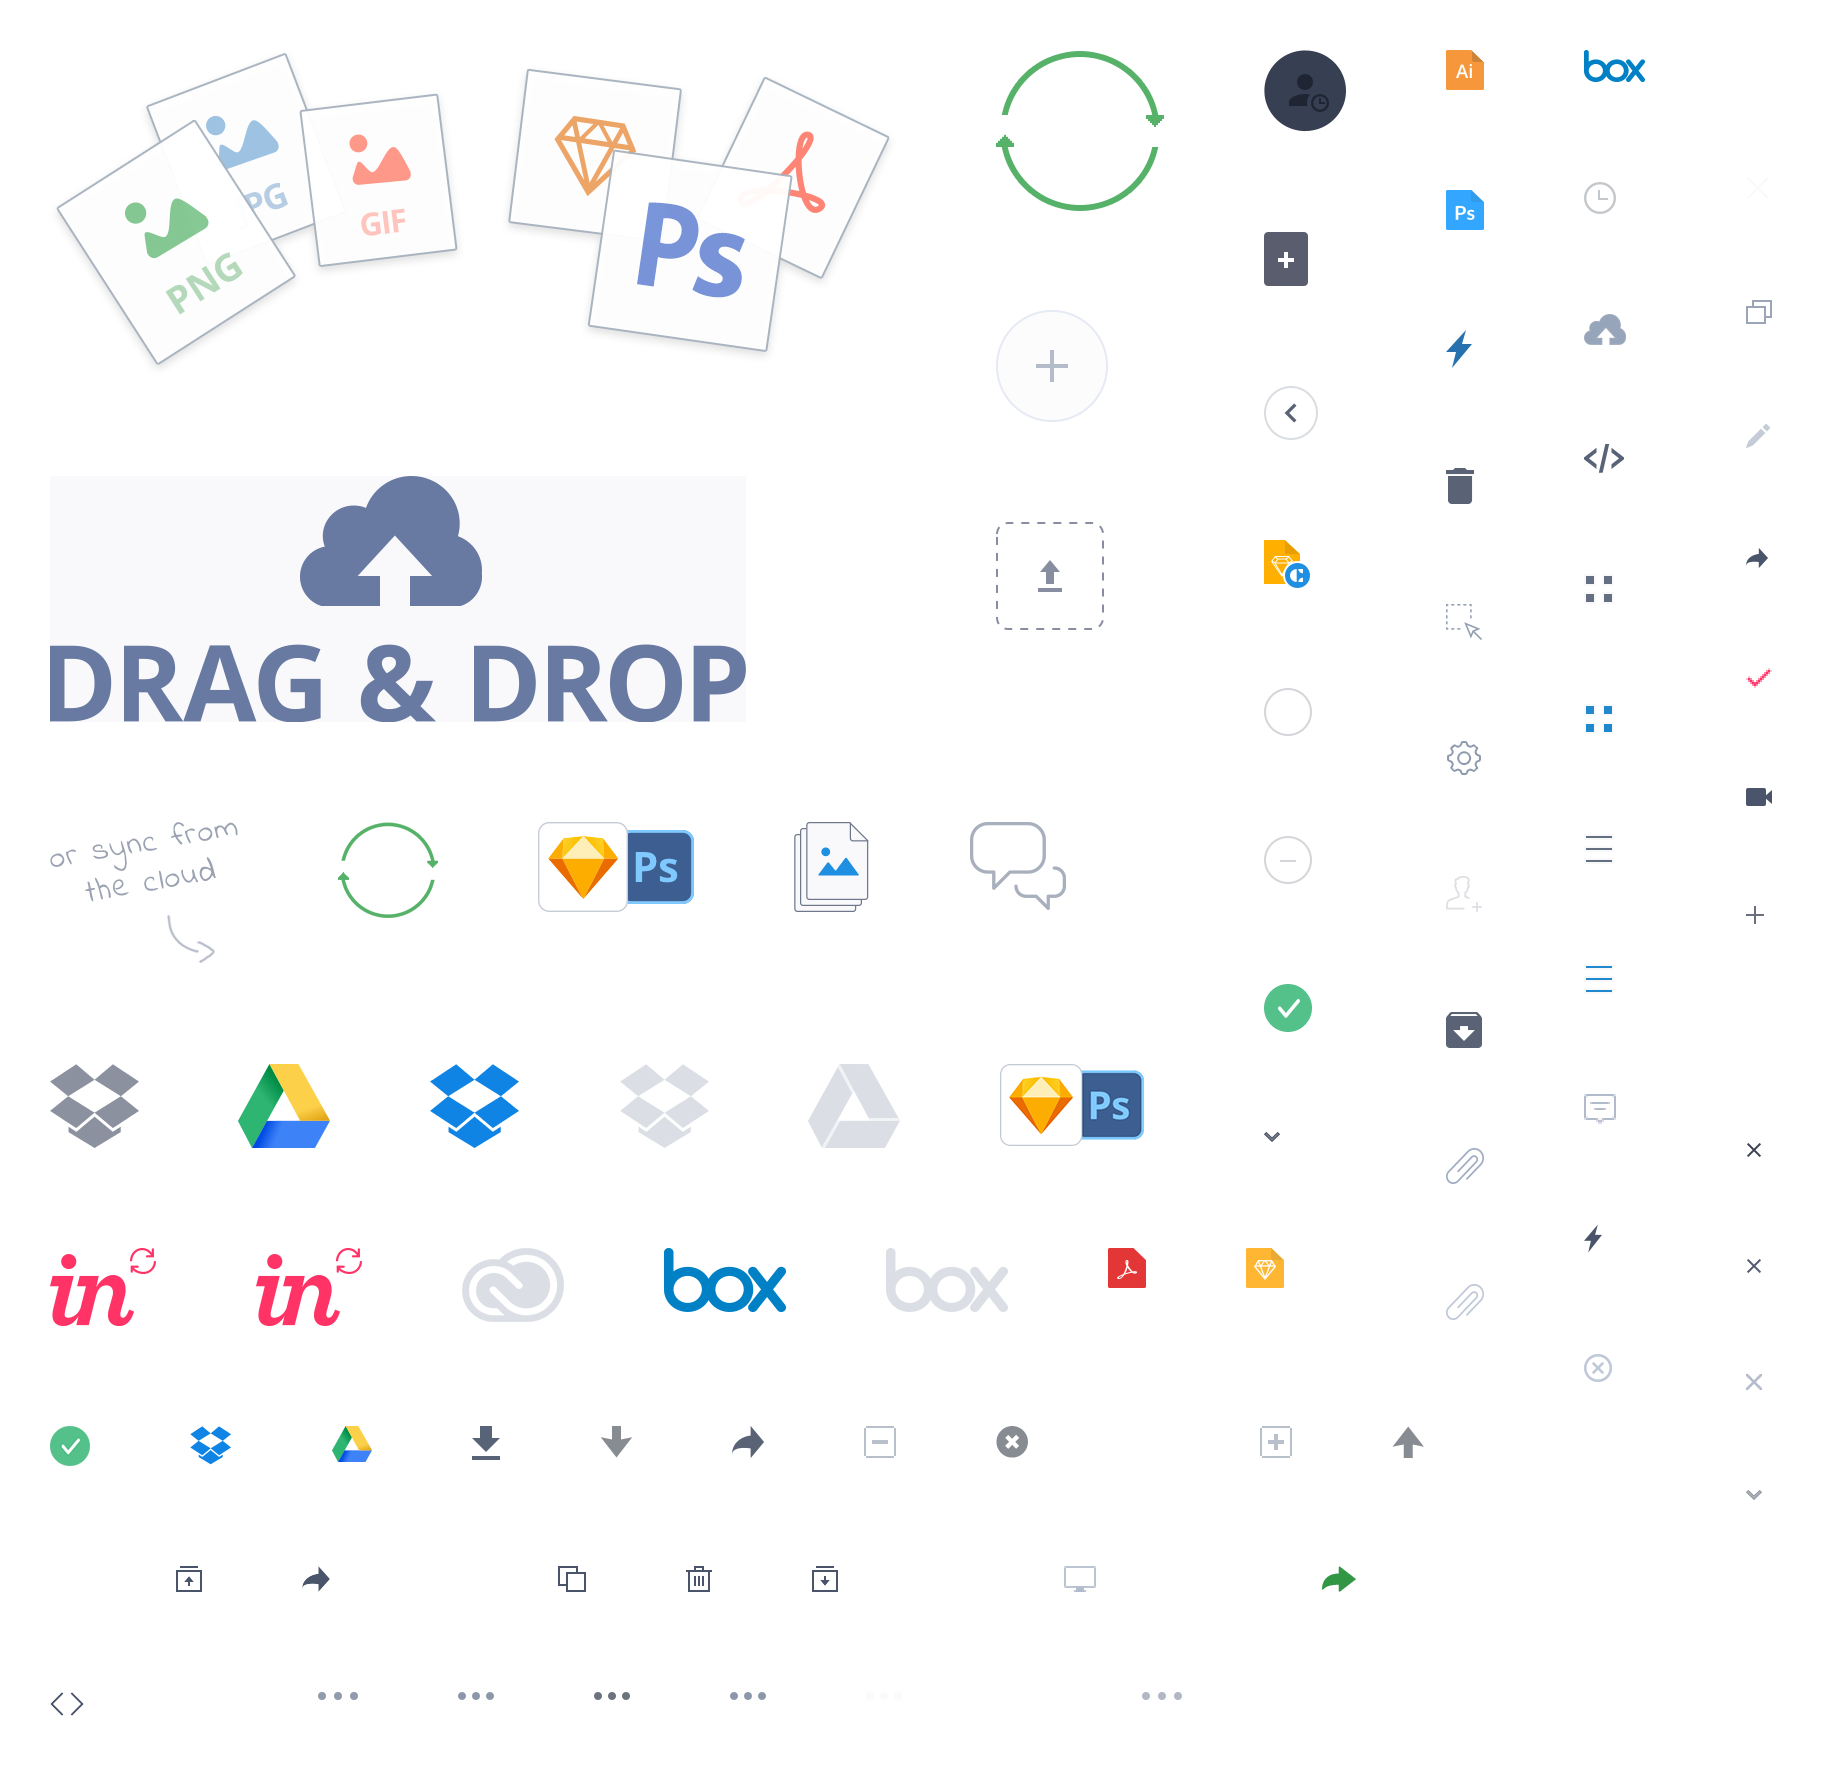 JPG
GIF
PNG
Ps
Ai
box
Ps
DRAG & DROP
or sync from
the cloud
Ps
Ps
in
in
box
box